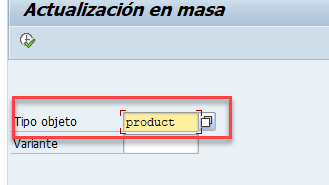 Actualización en masa
Tipo objeto product
Variante